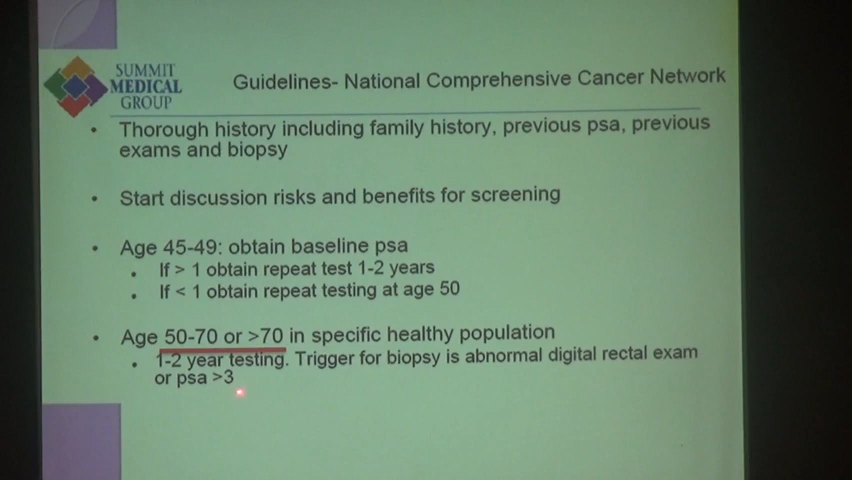 SUMMIT
MEDICAL
GROUP
Guidelines- National Comprehensive Cancer Network
• Thorough history including family history, previous psa, previous
exams and biopsy
• Start discussion risks and benefits for screening
• Age 45-49: obtain baseline psa
• If > 1 obtain repeat test 1-2 years
• If < 1 obtain repeat testing at age 50
• Age 50-70 or >70 in specific healthy population
• 1-2 year testing. Trigger for biopsy is abnormal digital rectal exam
or psa >3